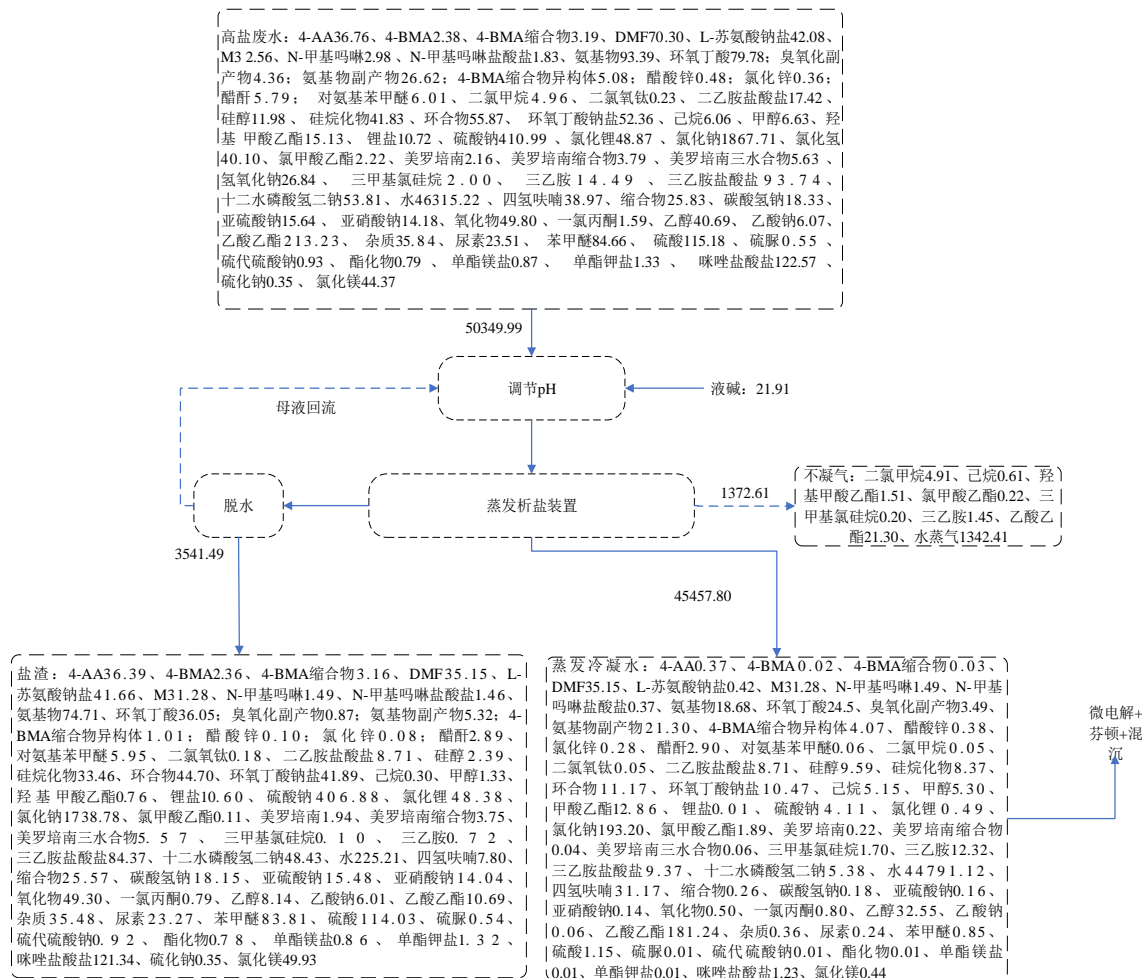 高盐废水：4-AA36.76、4-BMA2.38、4-BMA缩合物3.19、DMF70.30、L-苏氨酸钠盐42.08、
M3 2.56、N-甲基吗啉2.98 、N-甲基吗啉盐酸盐1.83、氨基物93.39、环氧丁酸79.78；臭氧化副
产物4.36；氨基物副产物26.62；4-BMA缩合物异构体5.08；醋酸锌0.48；氯化锌0.36；
醋酐5.79； 对氨基苯甲醚6.01、二氯甲烷4.96、二氯氧钛0.23、二乙胺盐酸盐17.42、
硅醇11.98、 硅烷化物41.83、环合物55.87、 环氧丁酸钠盐52.36、己烷6.06、甲醇6.63、羟
基 甲酸乙酯15.13、 锂盐10.72、硫酸钠410.99、氯化锂48.87、氯化钠1867.71、氯化氢
40.10、氯甲酸乙酯2.22、美罗培南2.16、美罗培南缩合物3.79 、美罗培南三水合物5.63、
氢氧化钠26.84、 三甲基氯硅烷2.00、 三乙胺14.49 、三乙胺盐酸盐93.74、
十二水磷酸氢二钠53.81、水46315.22、四氢呋喃38.97、缩合物25.83、碳酸氢钠18.33、
亚硫酸钠15.64、 亚硝酸钠14.18、氧化物49.80、一氯丙酮1.59、乙醇40.69、乙酸钠6.07、
乙酸乙酯213.23、 杂质35.84、尿素23.51、 苯甲醚84.66、 硫酸115.18、硫脲0.55 、
硫代硫酸钠0.93 、酯化物0.79 、单酯镁盐0.87、 单酯钾盐1.33 、 咪唑盐酸盐122.57、
硫化钠0.35 、氯化镁44.37
50349.99
调节pH
液碱：21.91
母液回流
脱水
蒸发析盐装置
1372.61
不凝气：二氯甲烷4.91、己烷0.61、羟
基甲酸乙酯1.51、氯甲酸乙酯0.22、三
甲基氯硅烷0.20、三乙胺1.45、乙酸乙
酯21.30、水蒸气1342.41
3541.49
45457.80
盐渣：4-AA36.39、4-BMA2.36、4-BMA缩合物3.16、DMF35.15、L-
苏氨酸钠盐41.66、M31.28、N-甲基吗啉1.49、N-甲基吗啉盐酸盐1.46、
氨基物74.71、环氧丁酸36.05；臭氧化副产物0.87；氨基物副产物5.32；4-
BMA缩合物异构体1.01；醋酸锌0.10；氯化锌0.08；醋酐2.89、
对氨基苯甲醚5.95、二氯氧钛0.18、二乙胺盐酸盐8.71、硅醇2.39、
硅烷化物33.46、环合物44.70、环氧丁酸钠盐41.89、己烷0.30、甲醇1.33、
羟基 甲酸乙酯0.76、锂盐10.60、硫酸钠406.88、氯化锂48.38、
氯化钠1738.78、氯甲酸乙酯0.11、美罗培南1.94、美罗培南缩合物3.75、
美罗培南三水合物5.57、 三甲基氯硅烷0.10、 三乙胺0.72 、
三乙胺盐酸盐84.37、十二水磷酸氢二钠48.43、水225.21、四氢呋喃7.80、
缩合物25.57、碳酸氢钠18.15、亚硫酸钠15.48、亚硝酸钠14.04、
氧化物49.30、一氯丙酮0.79、乙醇8.14、乙酸钠6.01、乙酸乙酯10.69、
杂质35.48、尿素23.27、苯甲醚83.81、硫酸114.03、硫脲0.54、
硫代硫酸钠0.92 、 酯化物0.78 、单酯镁盐0.86 、 单酯钾盐1.32 、
咪唑盐酸盐121.34、硫化钠0.35、氯化镁49.93
蒸发冷凝水：4-AA0.37、4-BMA0.02、4-BMA缩合物0.03、
DMF35.15、L-苏氨酸钠盐0.42、M31.28、N-甲基吗啉1.49、N-甲基
吗啉盐酸盐0.37、氨基物18.68、环氧丁酸24.5、臭氧化副产物3.49、
氨基物副产物21.30、4-BMA缩合物异构体4.07、醋酸锌0.38、
氯化锌0.28、醋酐2.90、对氨基苯甲醚0.06、二氯甲烷0.05、
二氯氧钛0.05、二乙胺盐酸盐8.71、硅醇9.59、硅烷化物8.37、
环合物11.17、环氧丁酸钠盐10.47、己烷5.15、甲醇5.30、
甲酸乙酯12.86、锂盐0.01、硫酸钠4.11、氯化锂0.49、
氯化钠193.20、氯甲酸乙酯1.89、美罗培南0.22、美罗培南缩合物
0.04、美罗培南三水合物0.06、三甲基氯硅烷1.70、三乙胺12.32、
三乙胺盐酸盐9.37、十二水磷酸氢二钠5.38、水44791.12、
四氢呋喃31.17、缩合物0.26、碳酸氢钠0.18、亚硫酸钠0.16、
亚硝酸钠0.14、氧化物0.50、一氯丙酮0.80、乙醇32.55、乙酸钠
0.06、乙酸乙酯181.24、杂质0.36、尿素0.24、苯甲醚0.85、
硫酸1.15、硫脲0.01、硫代硫酸钠0.01、酯化物0.01、单酯镁盐
0.01、单酯钾盐0.01、咪唑盐酸盐1.23、氯化镁0.44
微电解+
芬顿+混
沉